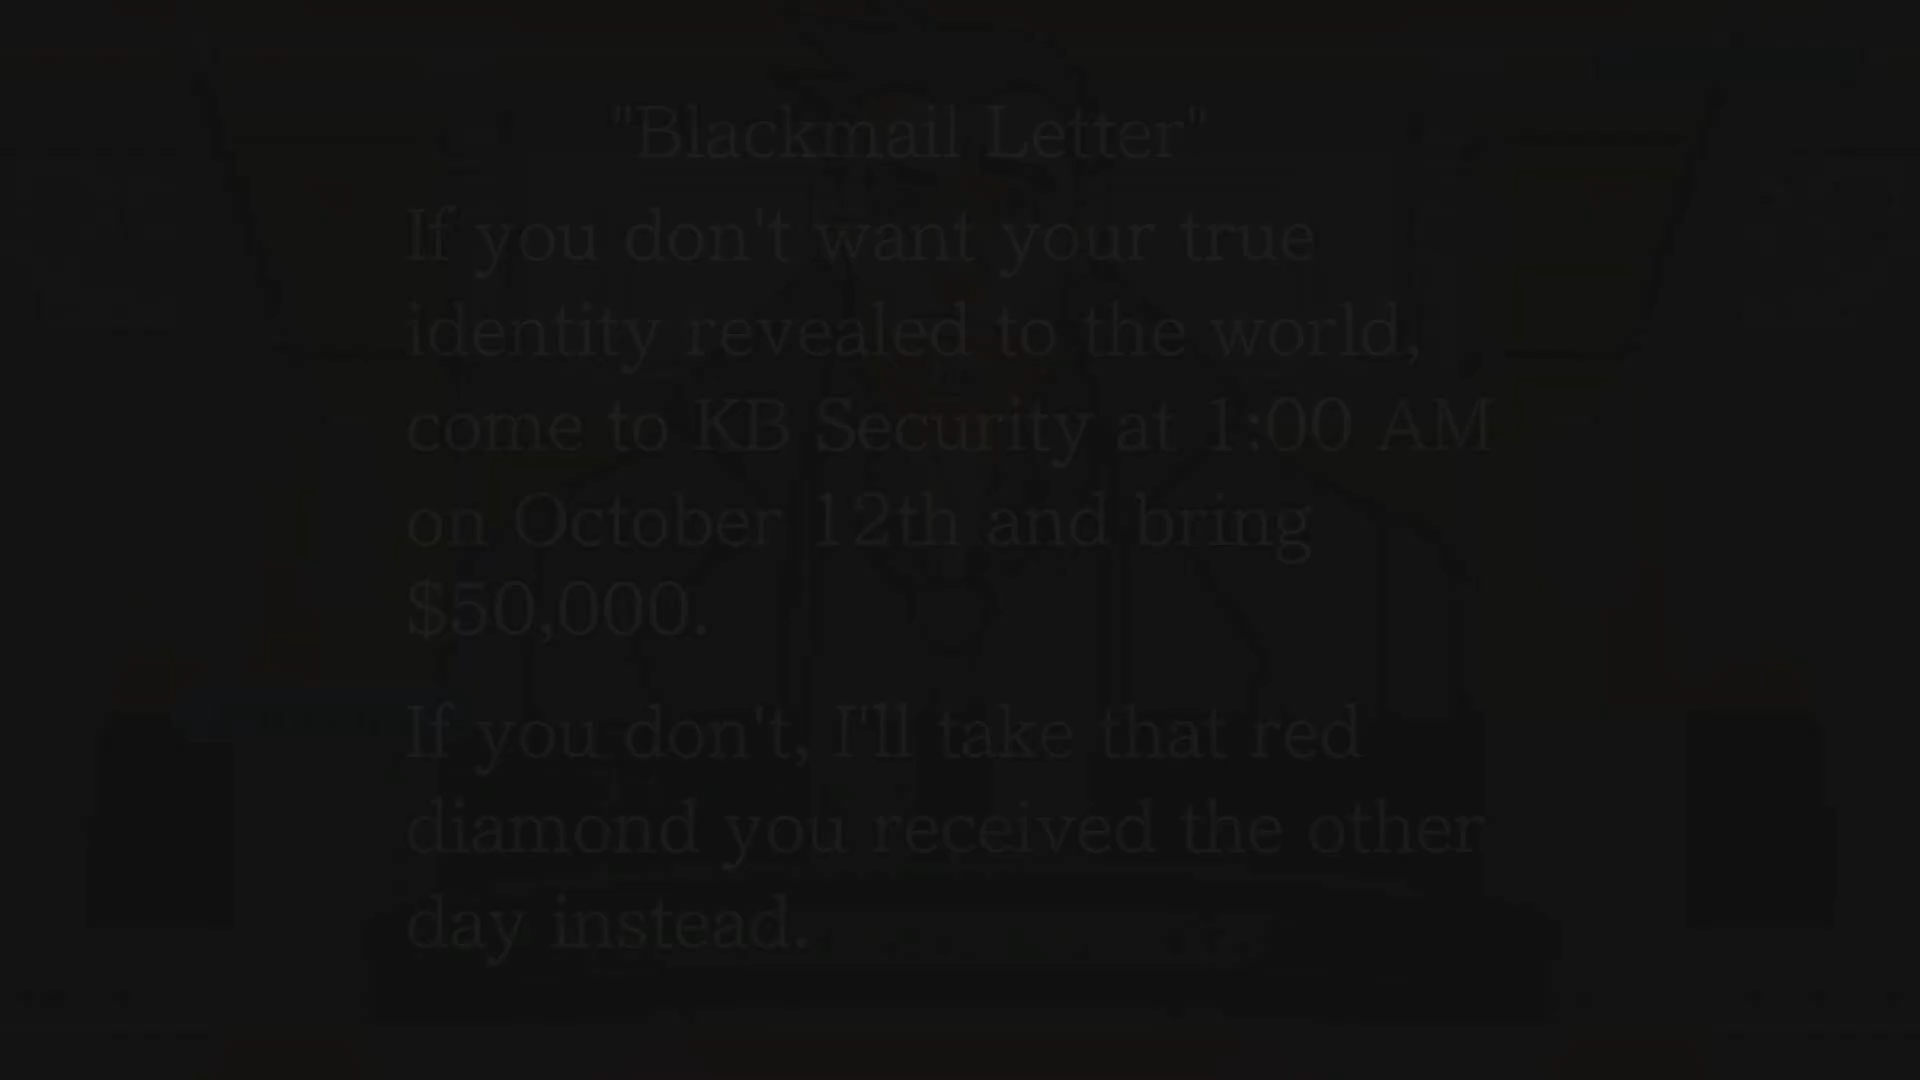 "Blackmail Letter"
If you don't want your true
identity revealed to the world,
come to KB Security at 1:00 AM
on October 12th and bring
$50,000.
If you don't, I'll take that red
diamond you received the other
day instead.